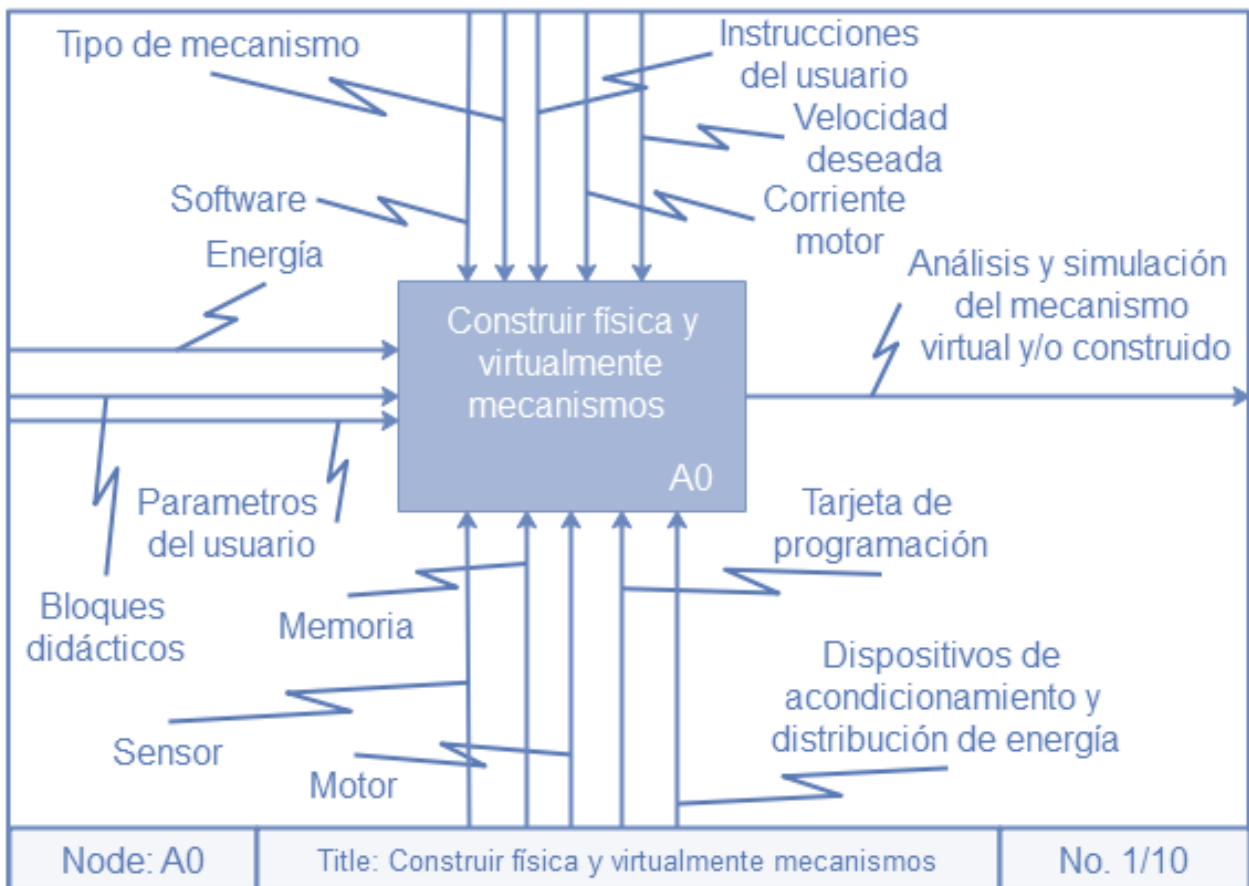 Tipo de mecanismo
Instrucciones
del usuario
Velocidad
deseada
Software
Corriente
motor
Energía
Análisis y simulación
del mecanismo
virtual y/o construido
Construir física y
virtualmente
mecanismos
A0
Parametros
del usuario
Tarjeta de
programación
Bloques
didácticos
Memoria
Dispositivos de
acondicionamiento y
distribución de energía
Sensor
Motor
Node: A0
Title: Construir física y virtualmente mecanismos
No. 1/10